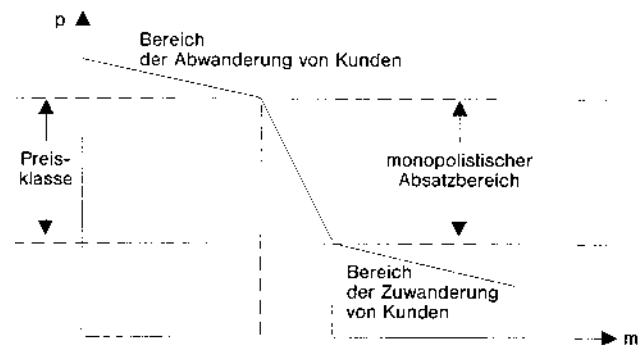 p
Bereich
der Abwanderung von Kunden
Preis-
klasse
monopolistischer
Absatzbereich
Bereich
der Zuwanderung
von Kunden
m